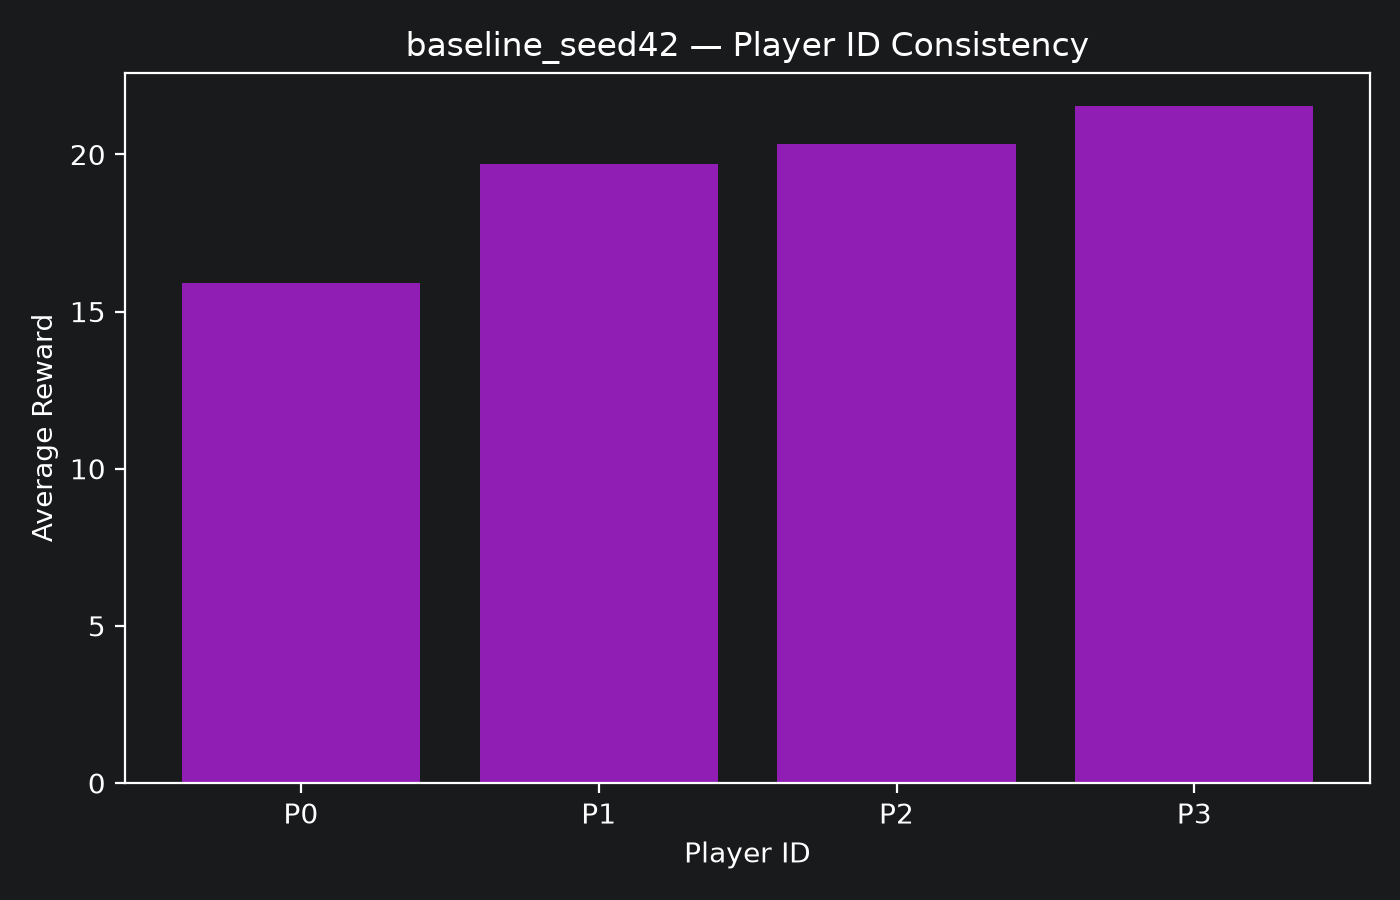 baseline_seed42 — Player ID Consistency
Average Reward
20
15
10
5
0
P0 P1 P2 P3
Player ID